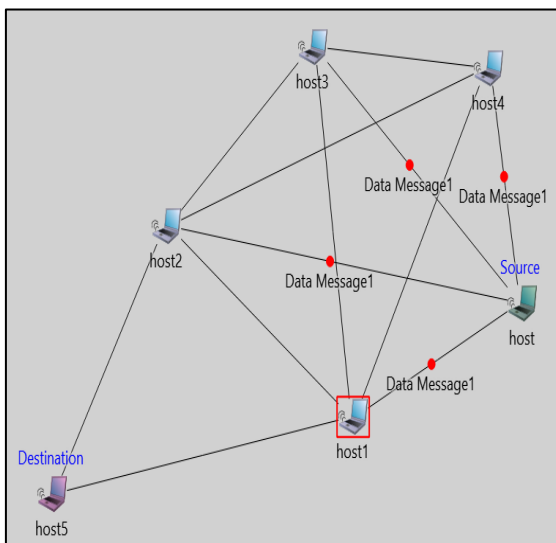 host3
host4
Data Message1
Data Message1
host2
Source
Data Message1
host
Data Message1
host1
Destination
host5